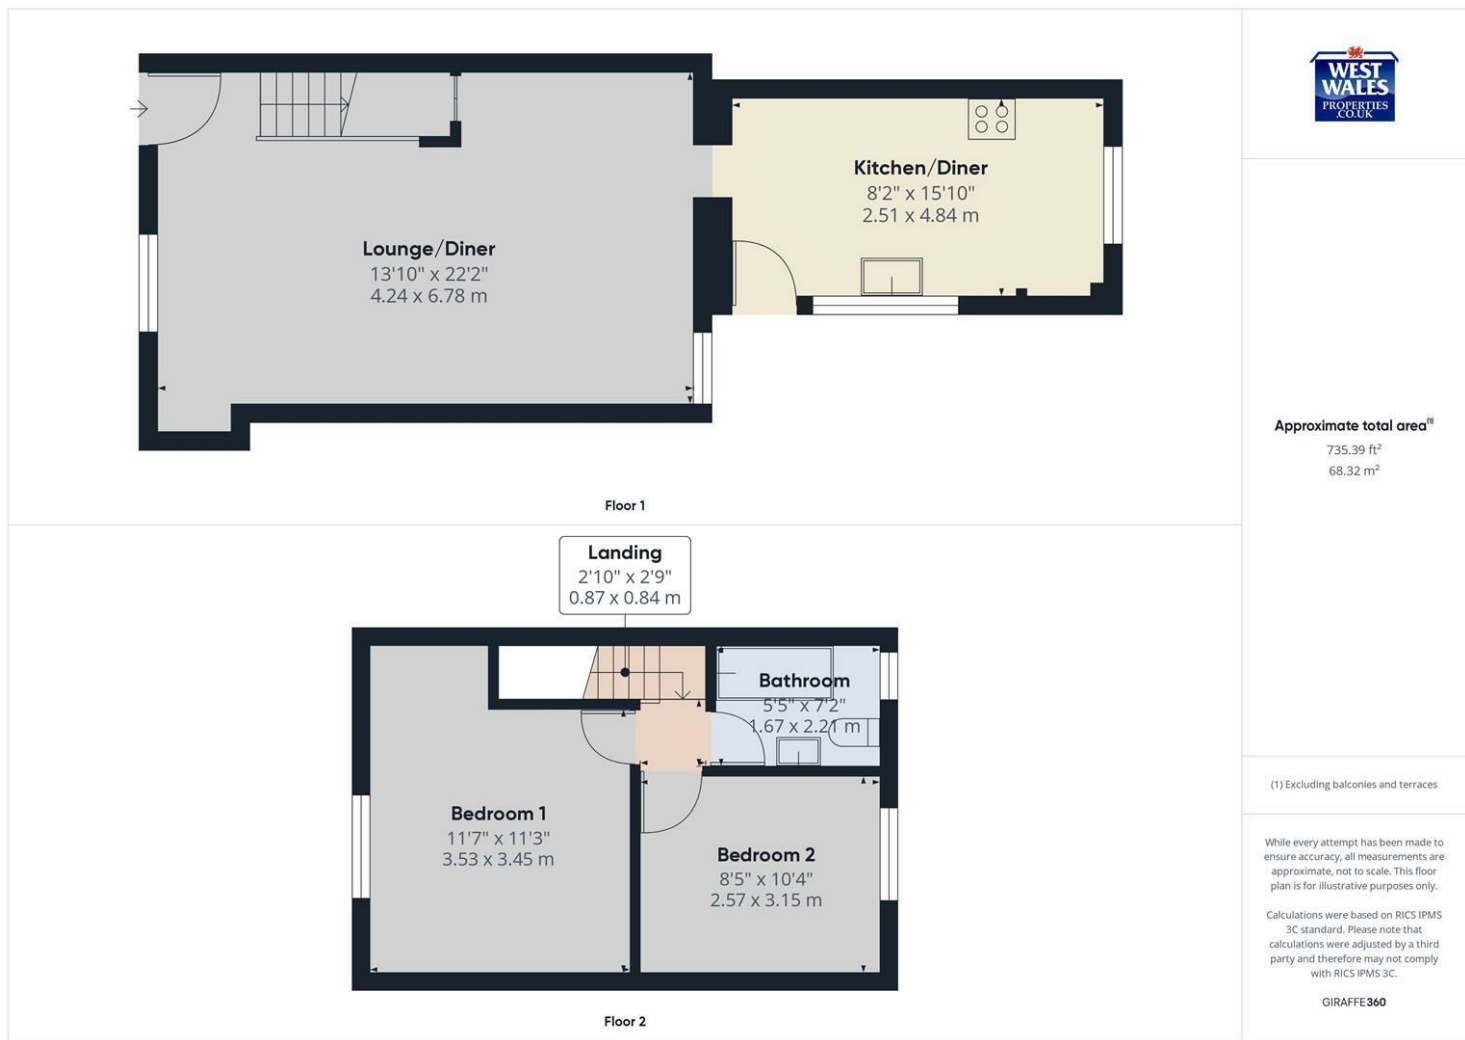 Lounge/Diner
13'10" x 22'2"
4.24 x 6.78 m
Kitchen/Diner
8'2" x 15'10"
2.51 x 4.84 m
Floor 1
Landing
2'10" x 2'9"
0.87 x 0.84 m
Bathroom
5'5" x 7'2"
1.67 x 2.21 m
Bedroom 1
11'7" x 11'3"
3.53 x 3.45 m
Bedroom 2
8'5" x 10'4"
2.57 x 3.15 m
Floor 2
WEST
WALES
PROPERTIES
.CO.UK
Approximate total area(1)
735.39 ft²
68.32 m²
(1) Excluding balconies and terraces
While every attempt has been made to
ensure accuracy, all measurements are
approximate, not to scale. This floor
plan is for illustrative purposes only.
Calculations were based on RICS IPMS
3C standard. Please note that
calculations were adjusted by a third
party and therefore may not comply
with RICS IPMS 3C.
GIRAFFE360